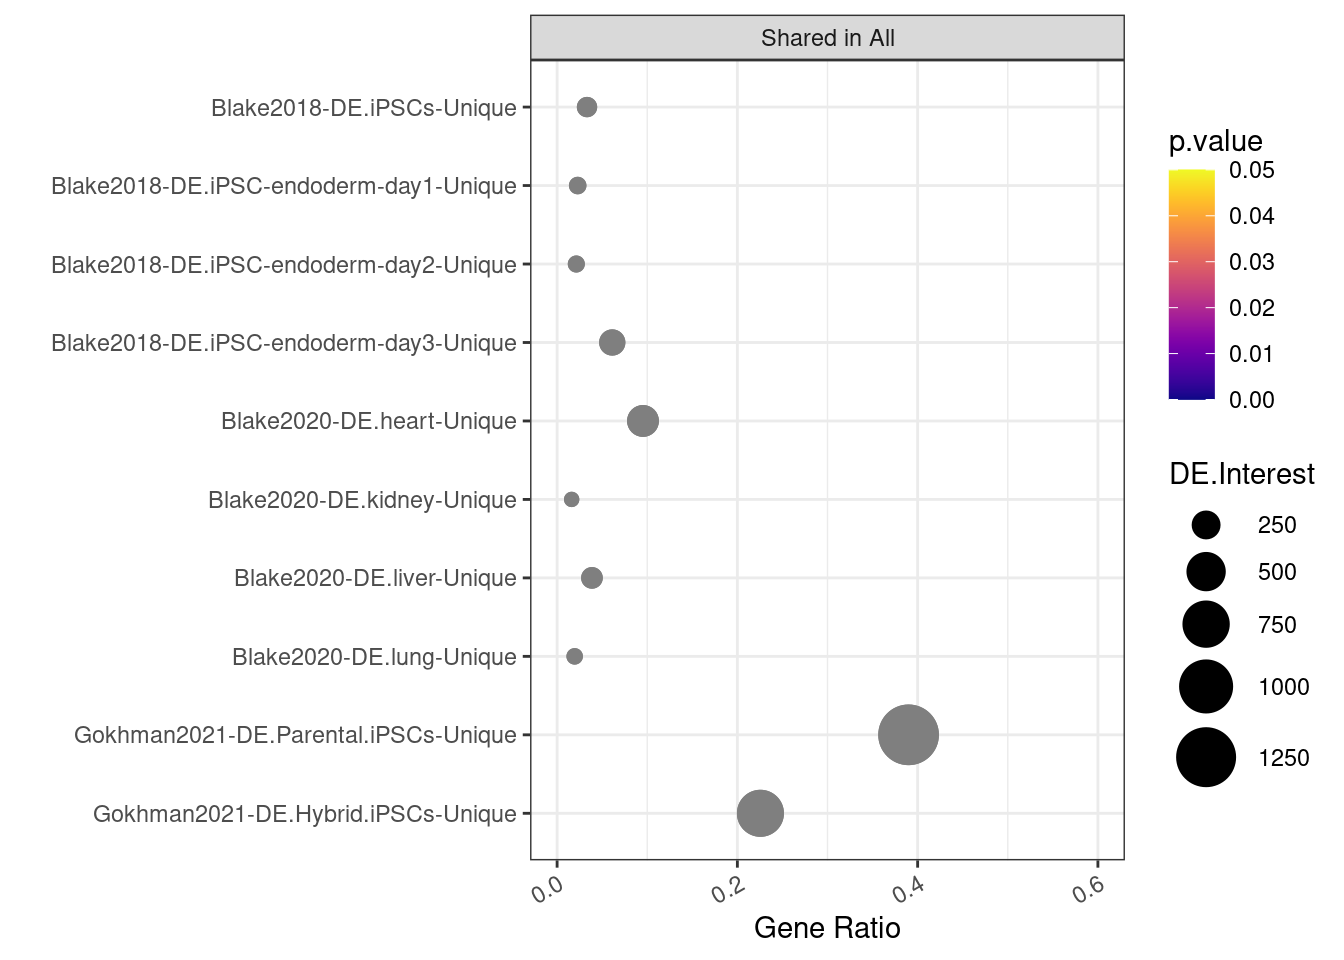 Shared in All
Blake2018-DE.iPSCs-Unique
Blake2018-DE.iPSC-endoderm-day1-Unique
Blake2018-DE.iPSC-endoderm-day2-Unique
Blake2018-DE.iPSC-endoderm-day3-Unique
Blake2020-DE.heart-Unique
Blake2020-DE.kidney-Unique
Blake2020-DE.liver-Unique
Blake2020-DE.lung-Unique
Gokhman2021-DE.Parental.iPSCs-Unique
Gokhman2021-DE.Hybrid.iPSCs-Unique
0.0 0.2 0.4 0.6
Gene Ratio
p.value
0.05
0.04
0.03
0.02
0.01
0.00
DE.Interest
250
500
750
1000
1250